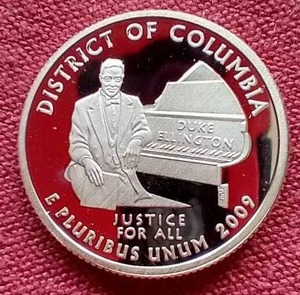 DISTRICT OF COLUMBIA
DUKE
ELLINGTON
JUSTICE
FOR ALL
E PLURIBUS UNUM 2009